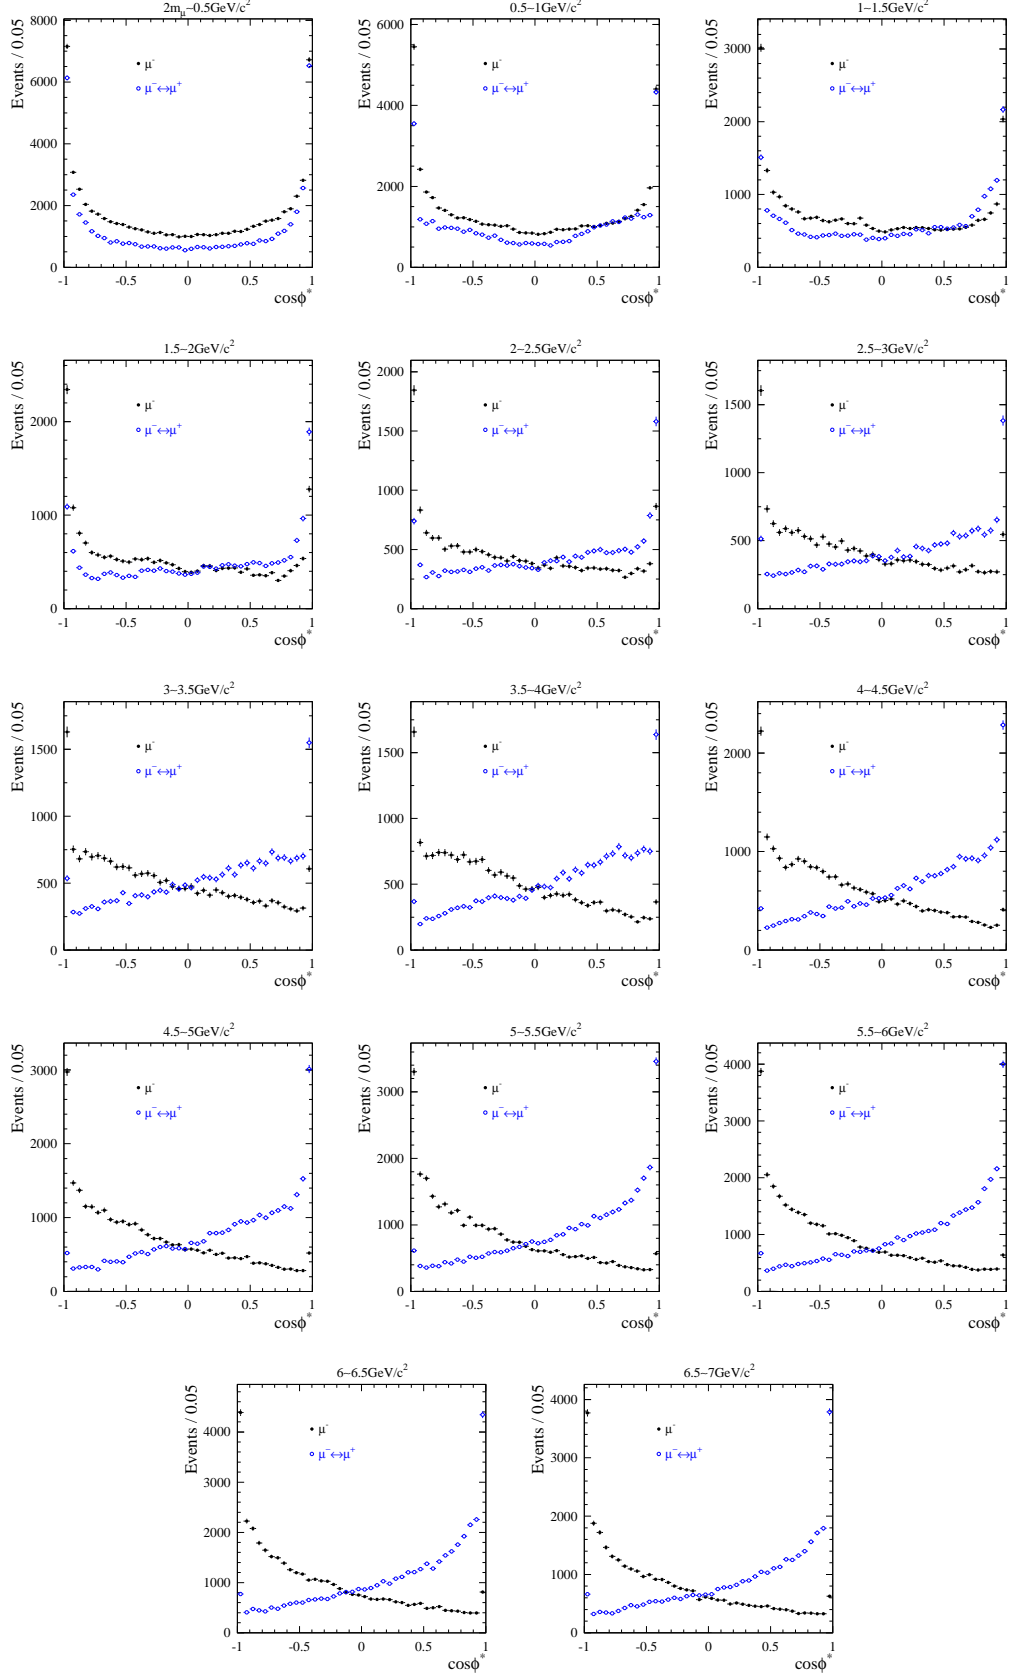 2mμ~0.5GeV/c²
Events / 0.05
8000
6000
4000
2000
0
μ⁻
μ⁻↔μ⁺
-1 -0.5 0 0.5 1
cosϕ*
0.5~1GeV/c²
Events / 0.05
6000
4000
2000
0
μ⁻
μ⁻↔μ⁺
-1 -0.5 0 0.5 1
cosϕ*
1~1.5GeV/c²
Events / 0.05
3000
2000
1000
0
μ⁻
μ⁻↔μ⁺
-1 -0.5 0 0.5 1
cosϕ*
1.5~2GeV/c²
Events / 0.05
2000
1000
0
μ⁻
μ⁻↔μ⁺
-1 -0.5 0 0.5 1
cosϕ*
2~2.5GeV/c²
Events / 0.05
2000
1500
1000
500
0
μ⁻
μ⁻↔μ⁺
-1 -0.5 0 0.5 1
cosϕ*
2.5~3GeV/c²
Events / 0.05
1500
1000
500
0
μ⁻
μ⁻↔μ⁺
-1 -0.5 0 0.5 1
cosϕ*
3~3.5GeV/c²
Events / 0.05
1500
1000
500
0
μ⁻
μ⁻↔μ⁺
-1 -0.5 0 0.5 1
cosϕ*
3.5~4GeV/c²
Events / 0.05
1500
1000
500
0
μ⁻
μ⁻↔μ⁺
-1 -0.5 0 0.5 1
cosϕ*
4~4.5GeV/c²
Events / 0.05
2000
1000
0
μ⁻
μ⁻↔μ⁺
-1 -0.5 0 0.5 1
cosϕ*
4.5~5GeV/c²
Events / 0.05
3000
2000
1000
0
μ⁻
μ⁻↔μ⁺
-1 -0.5 0 0.5 1
cosϕ*
5~5.5GeV/c²
Events / 0.05
3000
2000
1000
0
μ⁻
μ⁻↔μ⁺
-1 -0.5 0 0.5 1
cosϕ*
5.5~6GeV/c²
Events / 0.05
4000
3000
2000
1000
0
μ⁻
μ⁻↔μ⁺
-1 -0.5 0 0.5 1
cosϕ*
6~6.5GeV/c²
Events / 0.05
4000
3000
2000
1000
0
μ⁻
μ⁻↔μ⁺
-1 -0.5 0 0.5 1
cosϕ*
6.5~7GeV/c²
Events / 0.05
4000
3000
2000
1000
0
μ⁻
μ⁻↔μ⁺
-1 -0.5 0 0.5 1
cosϕ*